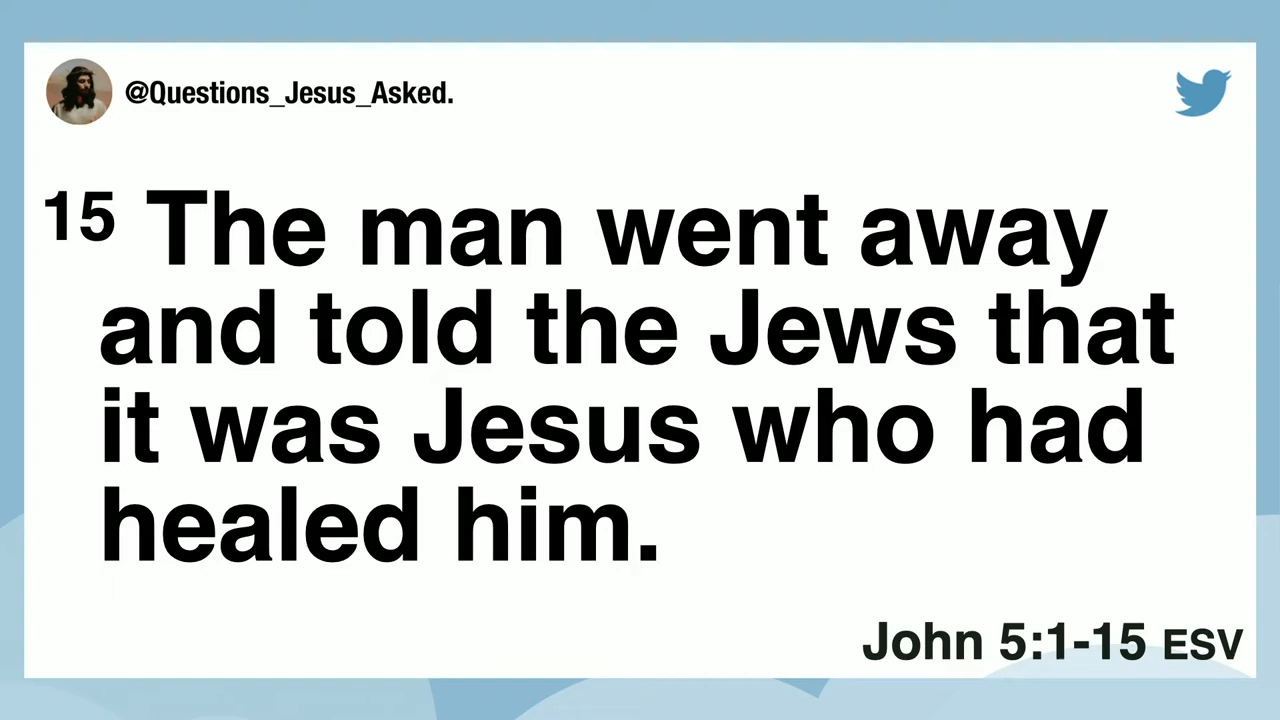 @Questions_Jesus_Asked.
15 The man went away
and told the Jews that
it was Jesus who had
healed him.
John 5:1-15 ESV